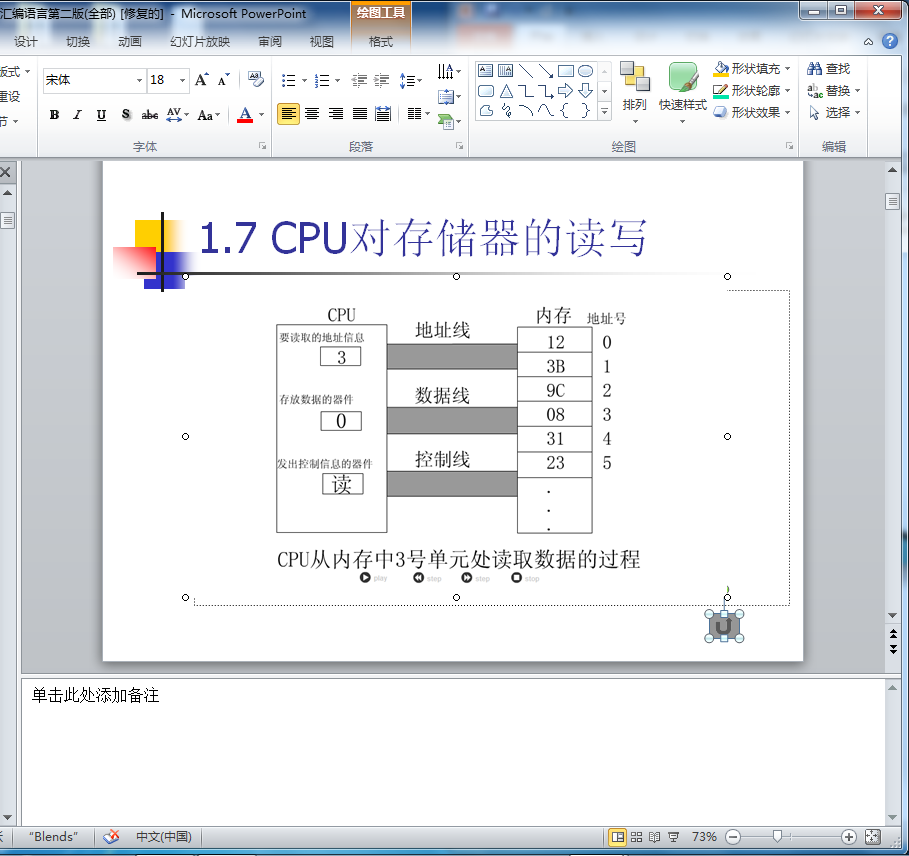 汇编语言第二版(全部) [修复的] - Microsoft PowerPoint
绘图工具
设计 切换 动画 幻灯片放映 审阅 视图 格式
版式 宋体 18 形状填充 查找
重设 排列 快速样式 形状轮廓 替换
节 B I U S abc AV Aa A 形状效果 选择
字体 段落 绘图 编辑
1.7 CPU对存储器的读写
CPU 内存 地址号
要读取的地址信息 地址线 12 0
3 3B 1
存放数据的器件 数据线 9C 2
0 08 3
发出控制信息的器件 控制线 31 4
读 23 5
CPU从内存中3号单元处读取数据的过程
play step step stop
单击此处添加备注
"Blends" 中文(中国) 73%